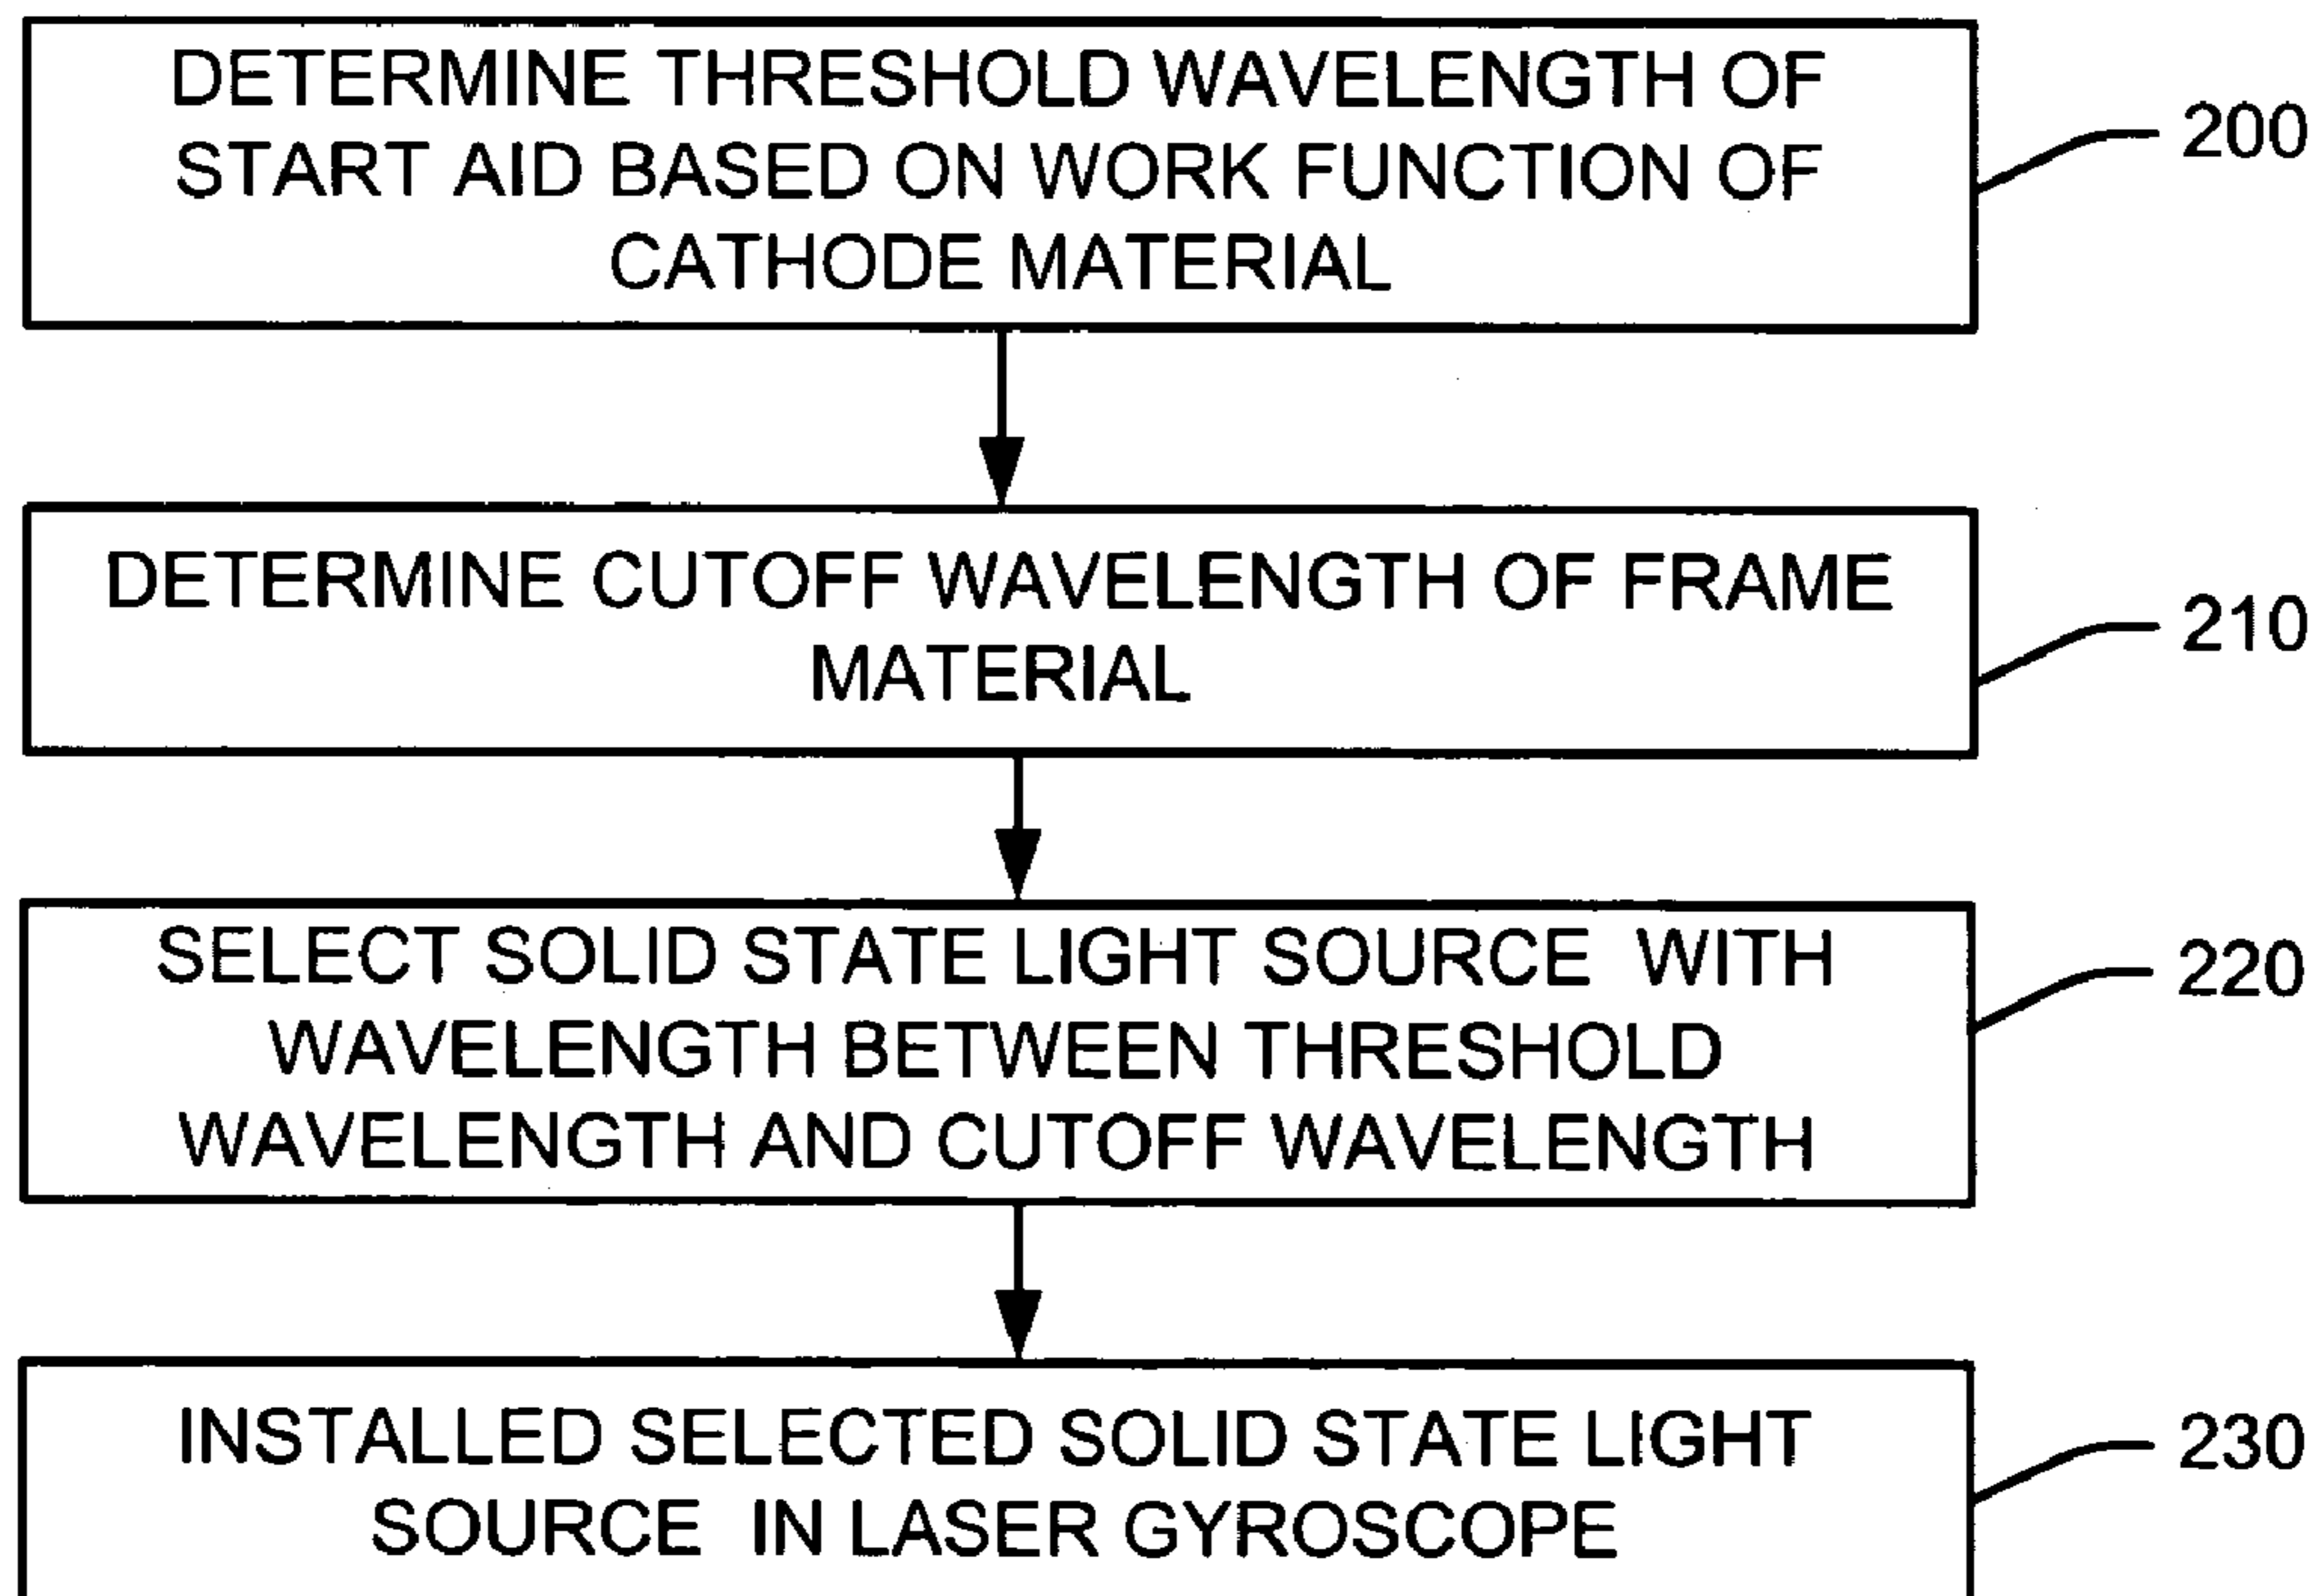 DETERMINE THRESHOLD WAVELENGTH OF
START AID BASED ON WORK FUNCTION OF
CATHODE MATERIAL
200
DETERMINE CUTOFF WAVELENGTH OF FRAME
MATERIAL
210
SELECT SOLID STATE LIGHT SOURCE WITH
WAVELENGTH BETWEEN THRESHOLD
WAVELENGTH AND CUTOFF WAVELENGTH
220
INSTALLED SELECTED SOLID STATE LIGHT
SOURCE IN LASER GYROSCOPE
230